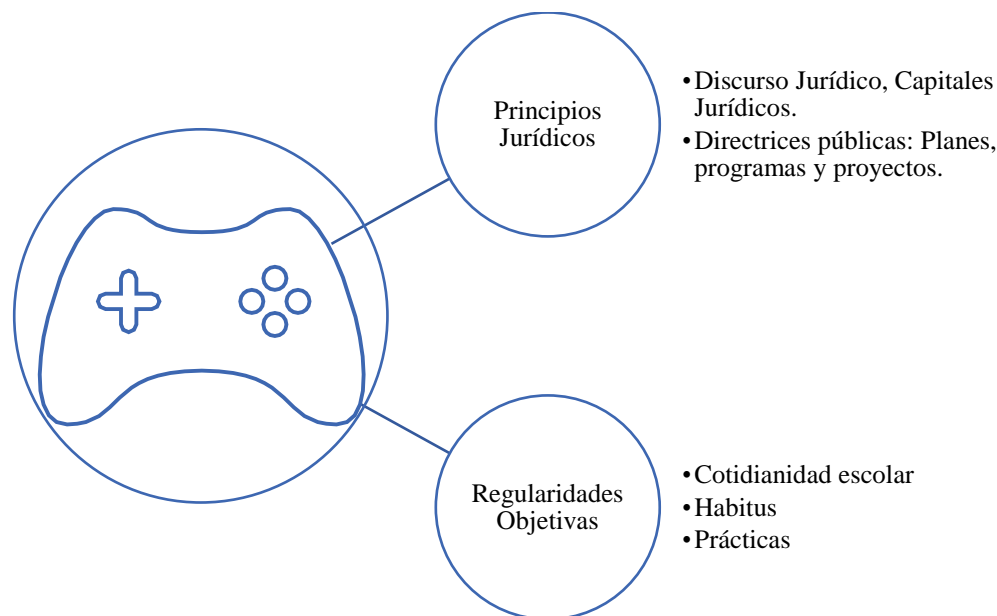 Principios
Jurídicos
•Discurso Jurídico, Capitales
Jurídicos.
•Directrices públicas: Planes,
programas y proyectos.
Regularidades
Objetivas
•Cotidianidad escolar
•Habitus
•Prácticas